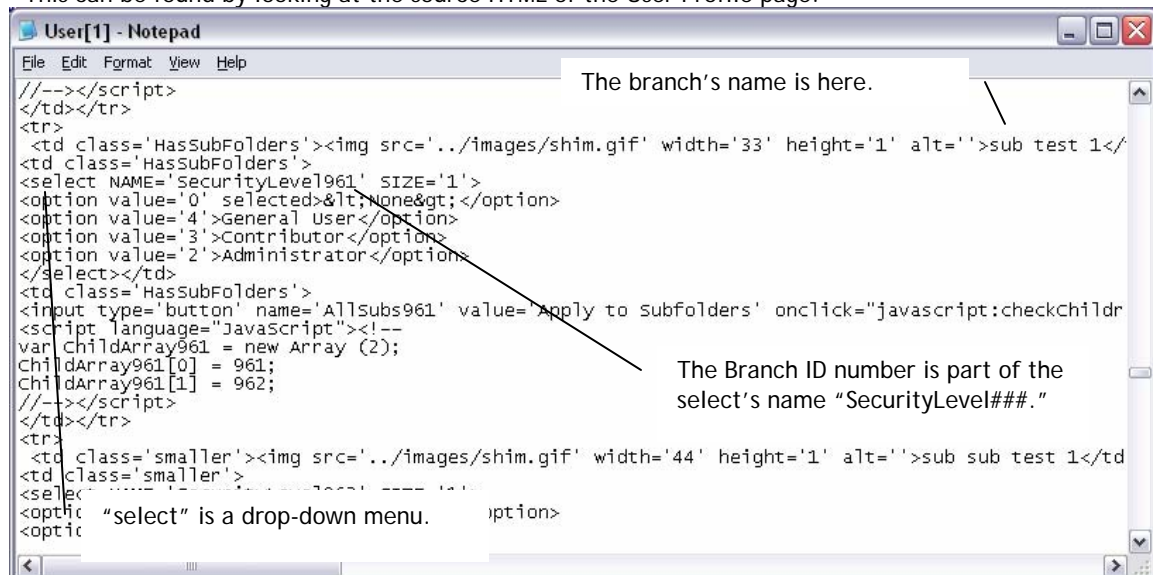 This can be found by looking at the source HTML of the User Profile page.
User[1] - Notepad
File Edit Format View Help
The branch's name is here.
//--></script>
</td></tr>
<tr>
<td class='HasSubFolders'><img src='../images/shim.gif' width='33' height='1' alt=''>sub test 1</
<td class='HasSubFolders'>
<select NAME='SecurityLevel961' SIZE='1'>
<option value='0' selected>&lt;None&gt;</option>
<option value='4'>General User</option>
<option value='3'>Contributor</option>
<option value='2'>Administrator</option>
</select></td>
<td class='HasSubFolders'>
<input type='button' name='AllSubs961' value='Apply to Subfolders' onclick="javascript:checkChildr
<script language="JavaScript"><!--
var ChildArray961 = new Array (2);
ChildArray961[0] = 961;
ChildArray961[1] = 962;
//--></script>
</td></tr>
<tr>
The Branch ID number is part of the
select's name "SecurityLevel###."
<td class='smaller'><img src='../images/shim.gif' width='44' height='1' alt=''>sub sub test 1</td
<td class='smaller'>
<sele
<optic ption>
<optic
"select" is a drop-down menu.